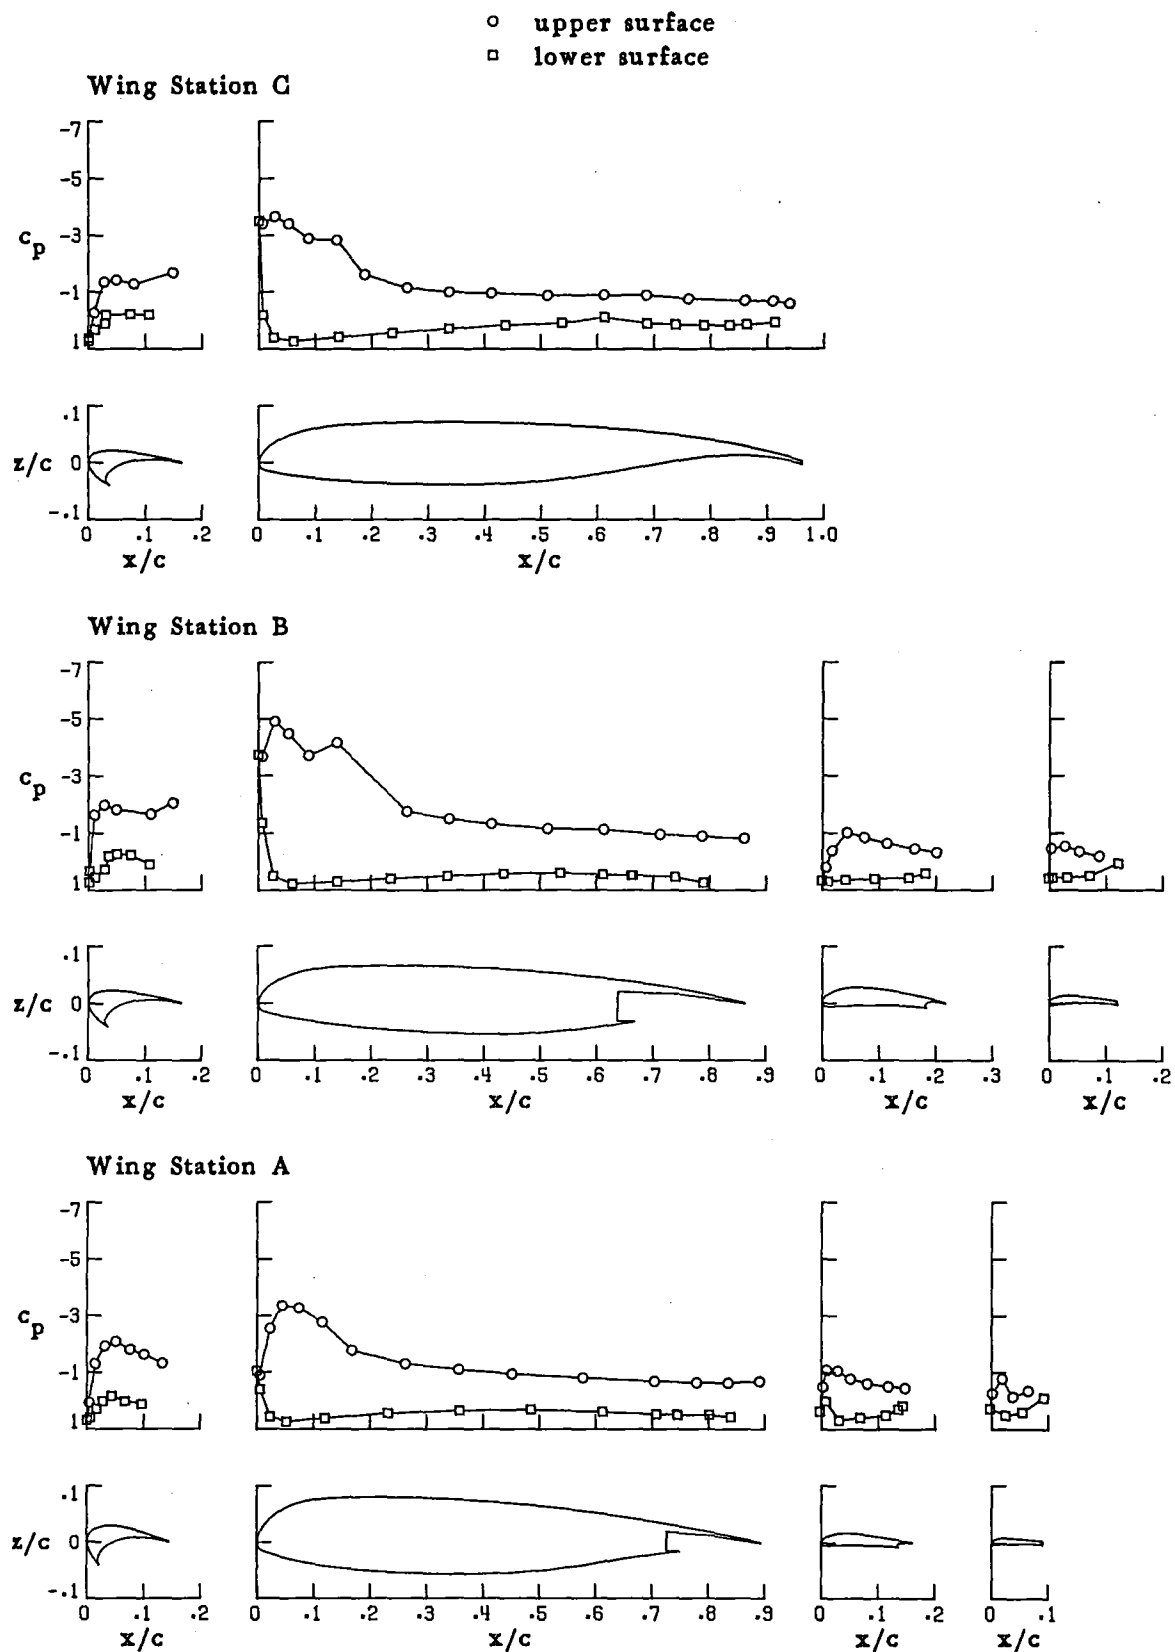 upper surface
lower surface
Wing Station C
-7
-5
c_p -3
-1
1
.1
z/c 0
-.1
0 .1 .2 0 .1 .2 .3 .4 .5 .6 .7 .8 .9 1.0
x/c x/c
Wing Station B
-7
-5
c_p -3
-1
1
.1
z/c 0
-.1
0 .1 .2 0 .1 .2 .3 .4 .5 .6 .7 .8 .9 0 .1 .2 .3 0 .1 .2
x/c x/c x/c x/c
Wing Station A
-7
-5
c_p -3
-1
1
.1
z/c 0
-.1
0 .1 .2 0 .1 .2 .3 .4 .5 .6 .7 .8 .9 0 .1 .2 0 .1
x/c x/c x/c x/c